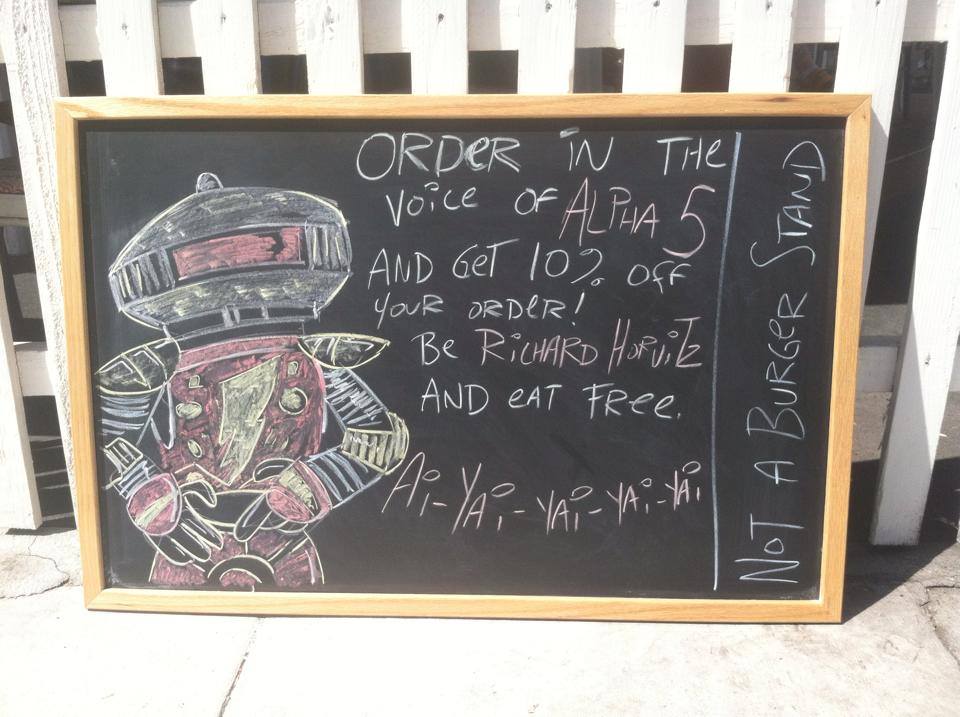 ORDER IN THE
VOICE OF ALPHA 5
AND GET 10% OFF
YOUR ORDER!
BE RICHARD HORVITZ
AND EAT FREE.
Ai-YAi-YAi-YAi-YAi
NOT A BURGER STAND